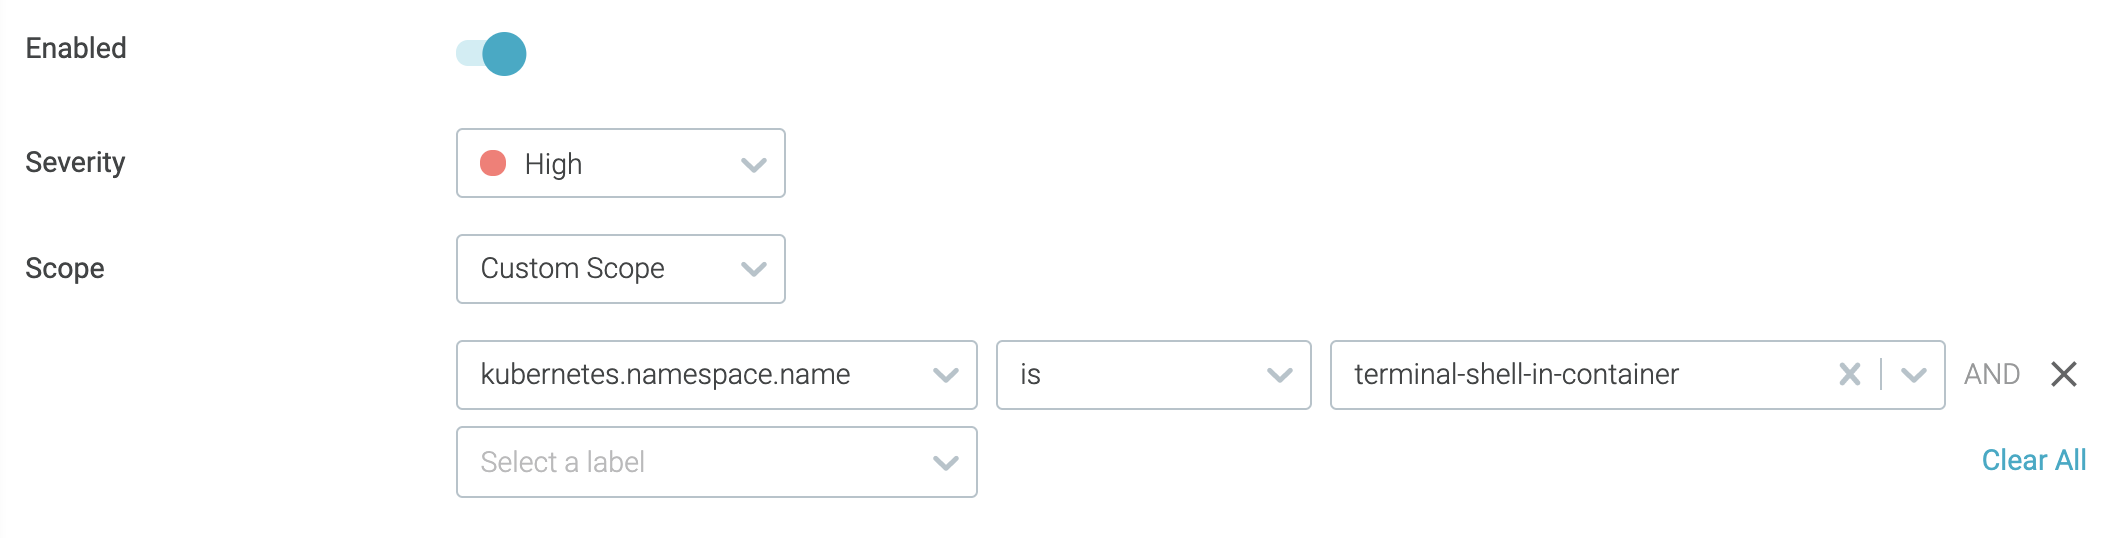 Enabled
Severity
High
Scope
Custom Scope
kubernetes.namespace.name is terminal-shell-in-container AND
Select a label
Clear All